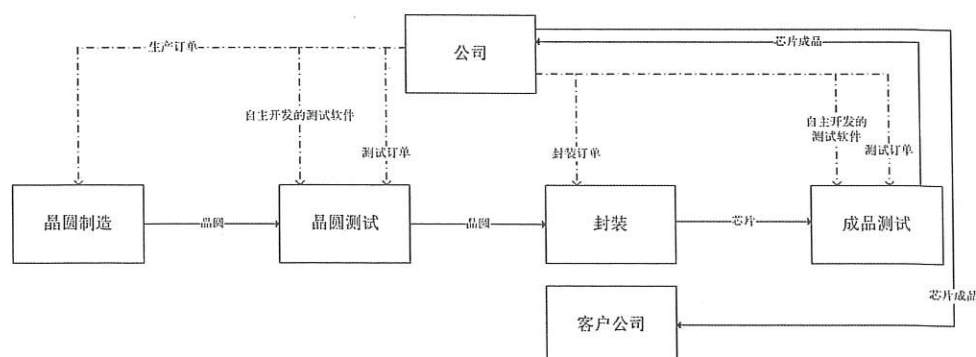 公司
生产订单
芯片成品
自主开发的测试软件
测试订单
封装订单
自主开发的
测试软件
测试订单
晶圆制造
晶圆
晶圆测试
晶圆
封装
芯片
成品测试
芯片成品
客户公司